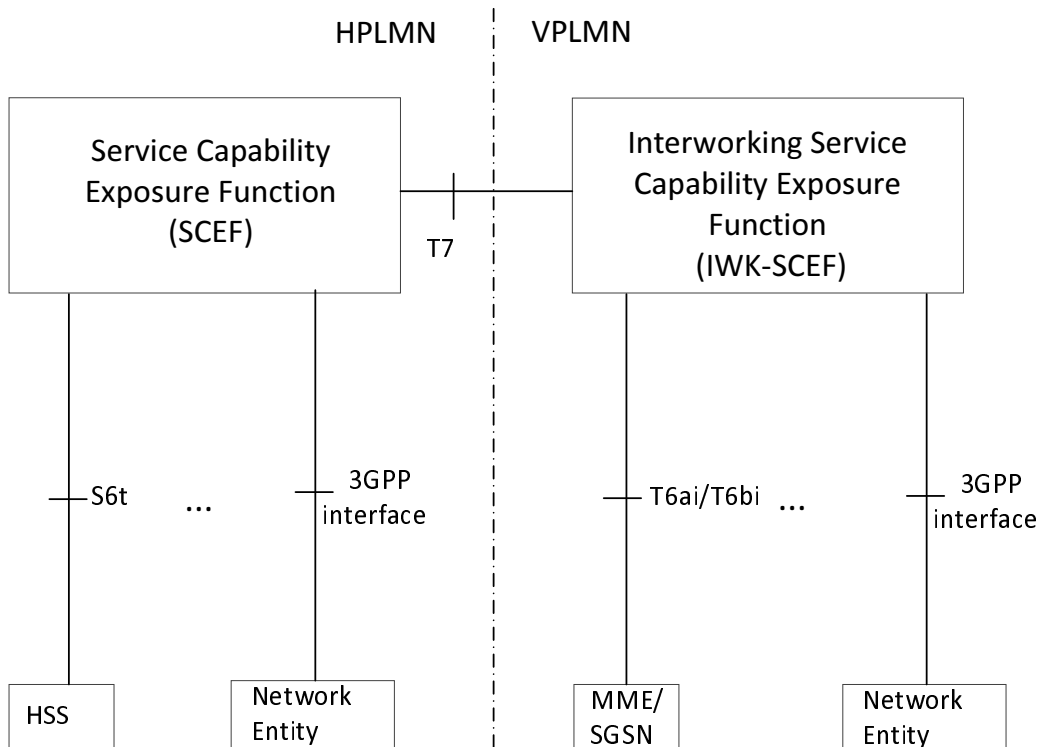 HPLMN
VPLMN
Service Capability
Exposure Function
(SCEF)
Interworking Service
Capability Exposure
Function
(IWK-SCEF)
T7
S6t
...
3GPP
interface
T6ai/T6bi
...
3GPP
interface
HSS
Network
Entity
MME/
SGSN
Network
Entity